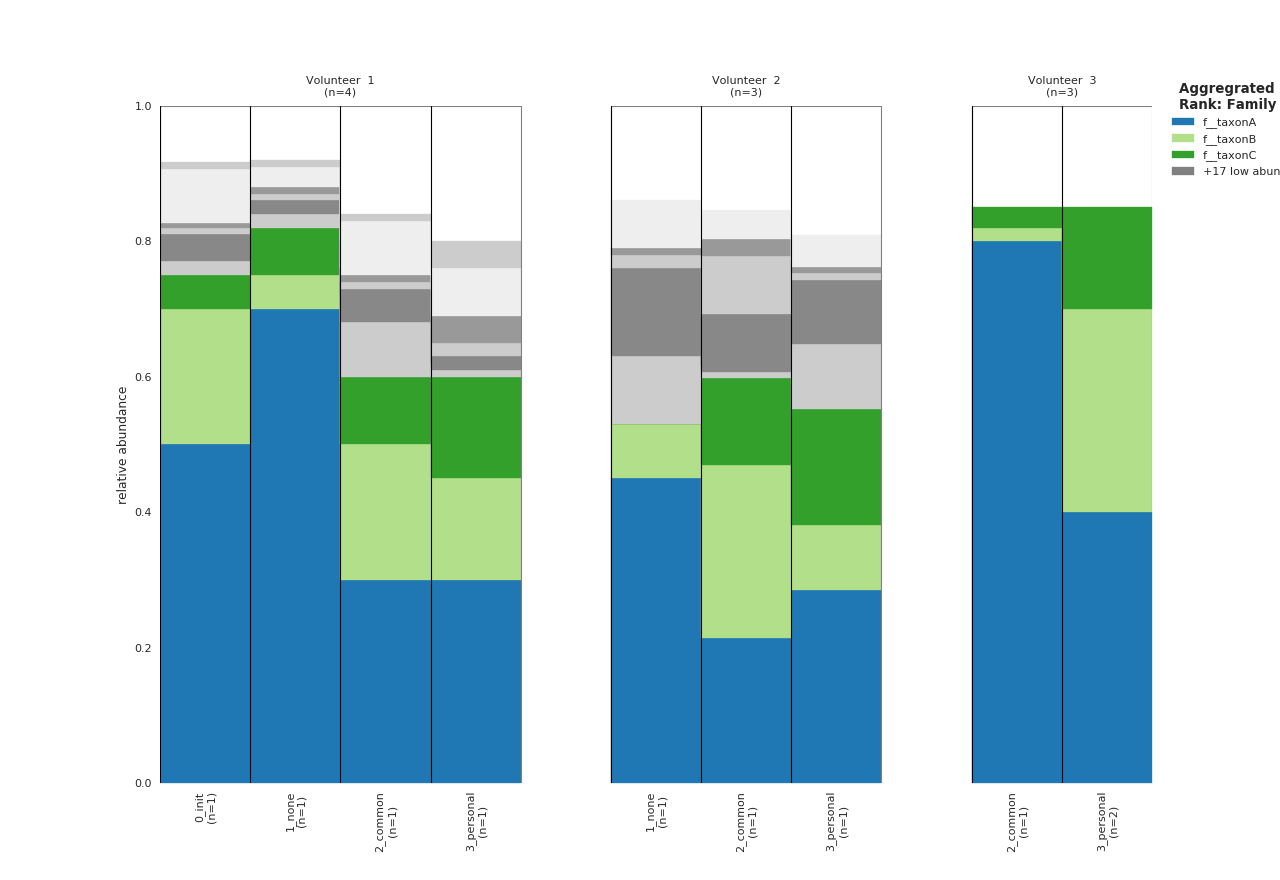 Volunteer  1
(n=4)
Volunteer  2
(n=3)
Volunteer  3
(n=3)
Aggregrated
Rank: Family
f__taxonA
f__taxonB
f__taxonC
+17 low abun
relative abundance
1.0
0.8
0.6
0.4
0.2
0.0
0_init
(n=1)
1_none
(n=1)
2_common
(n=1)
3_personal
(n=1)
1_none
(n=1)
2_common
(n=1)
3_personal
(n=1)
2_common
(n=1)
3_personal
(n=2)